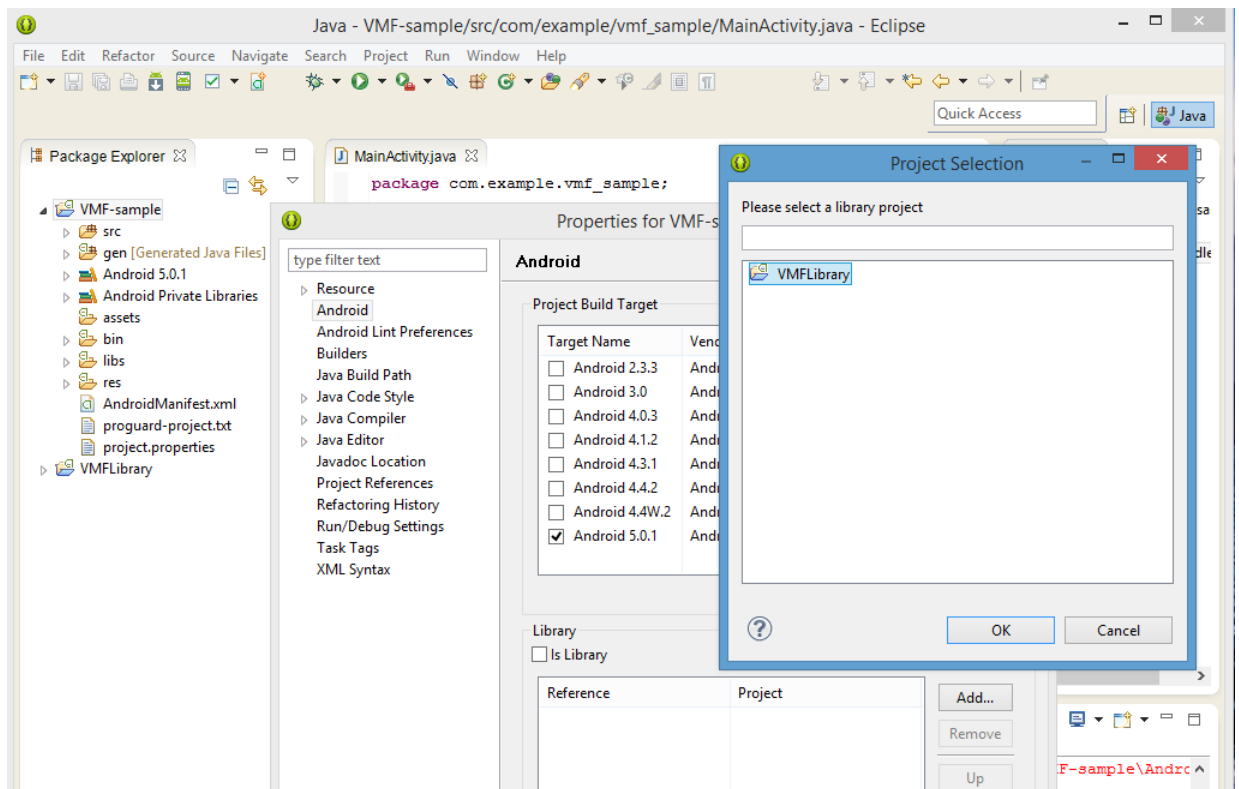 Java - VMF-sample/src/com/example/vmf_sample/MainActivity.java - Eclipse
File Edit Refactor Source Navigate Search Project Run Window Help
Quick Access
Java
Package Explorer
VMF-sample
src
gen [Generated Java Files]
Android 5.0.1
Android Private Libraries
assets
bin
libs
res
AndroidManifest.xml
proguard-project.txt
project.properties
VMFLibrary
MainActivity.java
package com.example.vmf_sample;
Properties for VMF-s
type filter text
Resource
Android
Android Lint Preferences
Builders
Java Build Path
Java Code Style
Java Compiler
Java Editor
Javadoc Location
Project References
Refactoring History
Run/Debug Settings
Task Tags
XML Syntax
Android
Project Build Target
Target Name Venc
Android 2.3.3 Andr
Android 3.0 Andr
Android 4.0.3 Andr
Android 4.1.2 Andr
Android 4.3.1 Andr
Android 4.4.2 Andr
Android 4.4W.2 Andr
Android 5.0.1 Andr
Library
Is Library
Reference Project
Add...
Remove
Up
Project Selection
Please select a library project
VMFLibrary
OK Cancel
sa
dle
F-sample\Andrc